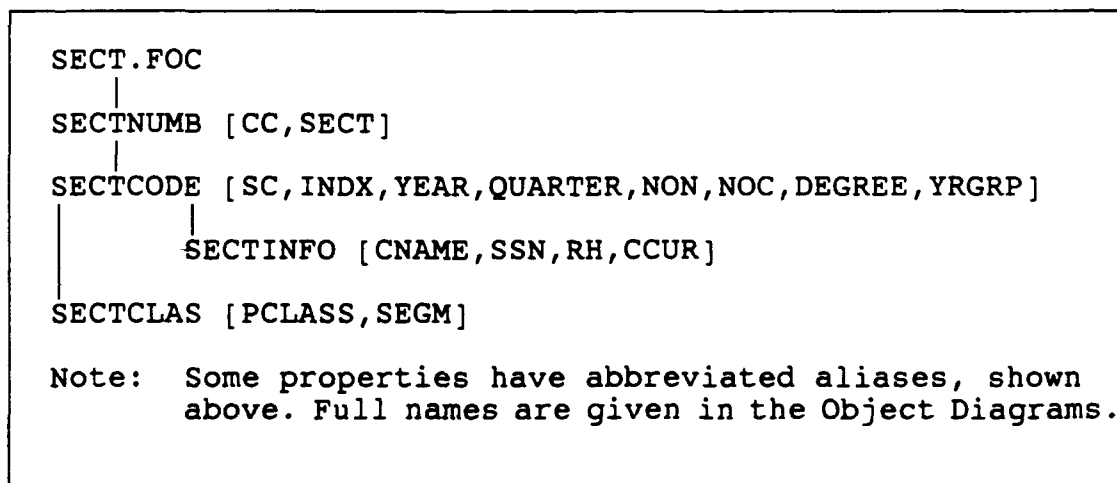 SECT.FOC
SECTNUMB [CC,SECT]
SECTCODE [SC,INDX,YEAR,QUARTER,NON,NOC,DEGREE,YRGRP]
SECTINFO [CNAME,SSN,RH,CCUR]
SECTCLAS [PCLASS,SEGM]
Note: Some properties have abbreviated aliases, shown
above. Full names are given in the Object Diagrams.